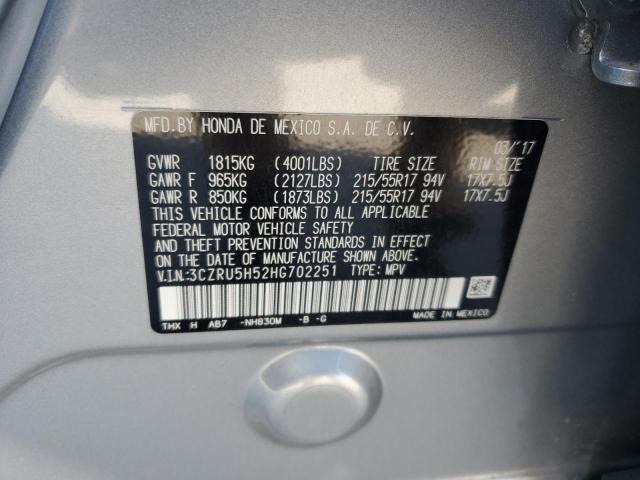 MFD.BY HONDA DE MEXICO S.A. DE C.V.
03/'17
GVWR 1815KG (4001LBS) TIRE SIZE RIM SIZE
GAWR F 965KG (2127LBS) 215/55R17 94V 17X7.5J
GAWR R 850KG (1873LBS) 215/55R17 94V 17X7.5J
THIS VEHICLE CONFORMS TO ALL APPLICABLE
FEDERAL MOTOR VEHICLE SAFETY
AND THEFT PREVENTION STANDARDS IN EFFECT
ON THE DATE OF MANUFACTURE SHOWN ABOVE.
V.I.N:3CZRU5H52HG702251 TYPE: MPV
THX H AB7 -NH830M -B -G MADE IN MEXICO